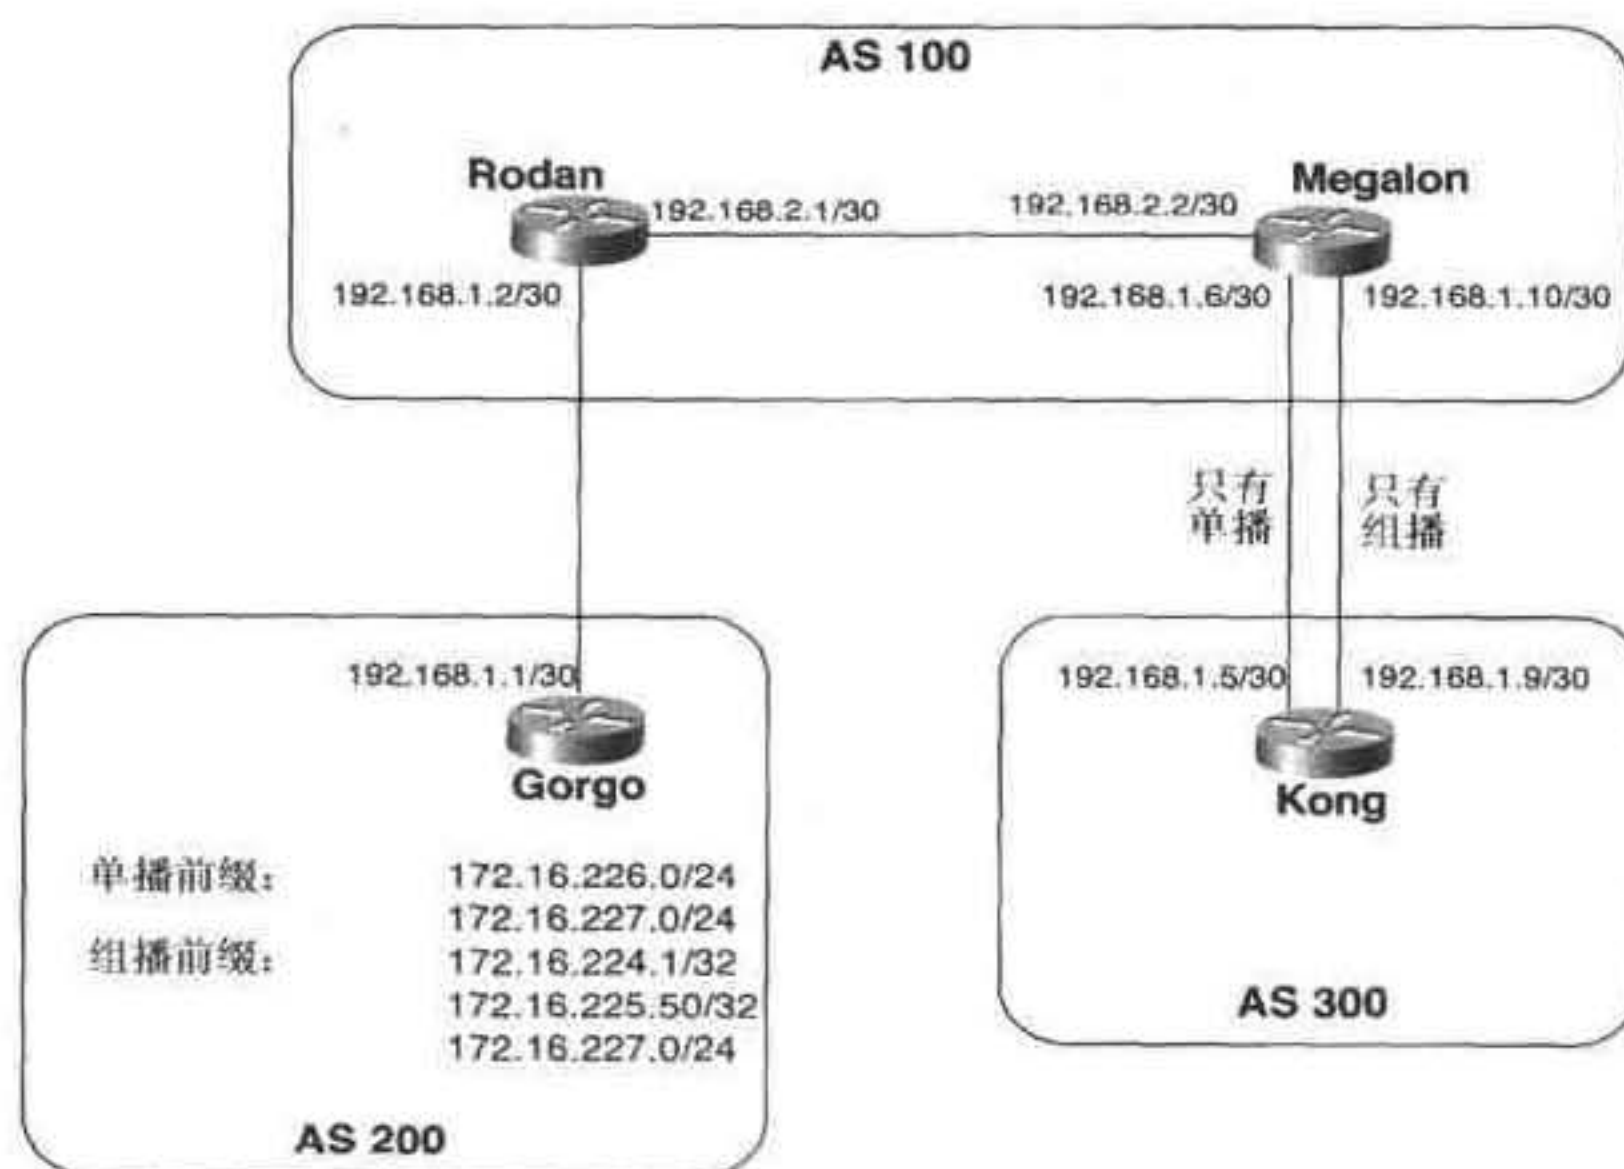 AS 100
Rodan
Megalon
192.168.2.1/30
192.168.2.2/30
192.168.1.2/30
192.168.1.6/30
192.168.1.10/30
只有
单播
只有
组播
192.168.1.1/30
192.168.1.5/30
192.168.1.9/30
Gorgo
Kong
单播前缀:
172.16.226.0/24
172.16.227.0/24
组播前缀:
172.16.224.1/32
172.16.225.50/32
172.16.227.0/24
AS 300
AS 200